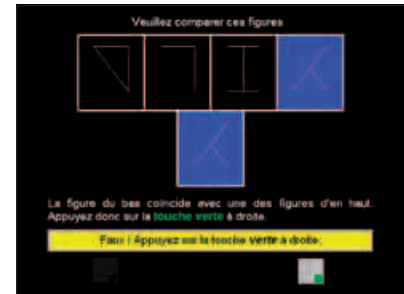 Veuillez comparer ces figures :
La figure du bas coïncide avec une des figures d'en haut.
Appuyez donc sur la touche verte à droite.
Faux ! Appuyez sur la touche verte à droite.